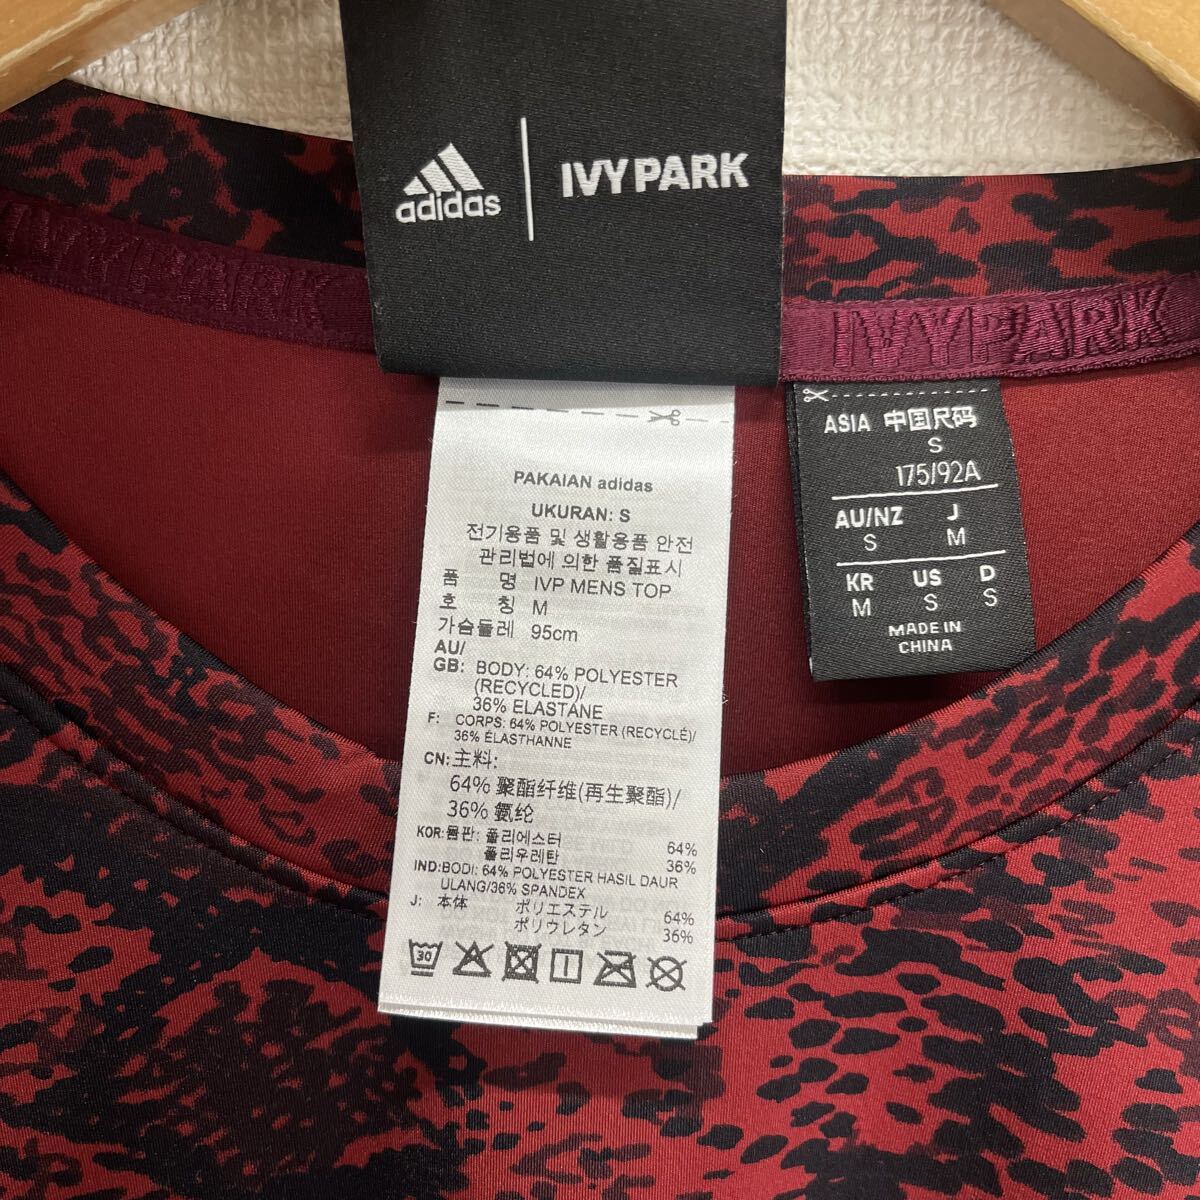 adidas | IVY PARK
IVY PARK
IVY PARK
PAKAIAN adidas
UKURAN: S
전기용품 및 생활용품 안전
관리법에 의한 품질표시
품 명 IVP MENS TOP
호 칭 M
가슴둘레 95cm
AU/
GB: BODY: 64% POLYESTER
(RECYCLED)/
36% ELASTANE
F: CORPS: 64% POLYESTER (RECYCLÉ)/
36% ÉLASTHANNE
CN: 主料:
64% 聚酯纤维(再生聚酯)/
36% 氨纶
KOR: 몸판: 폴리에스터 64%
폴리우레탄 36%
IND: BODI: 64% POLYESTER HASIL DAUR
ULANG/36% SPANDEX
J: 本体 ポリエステル 64%
ポリウレタン 36%
30
ASIA 中国尺码
S
175/92A
AU/NZ J
S M
KR US D
M S S
MADE IN
CHINA